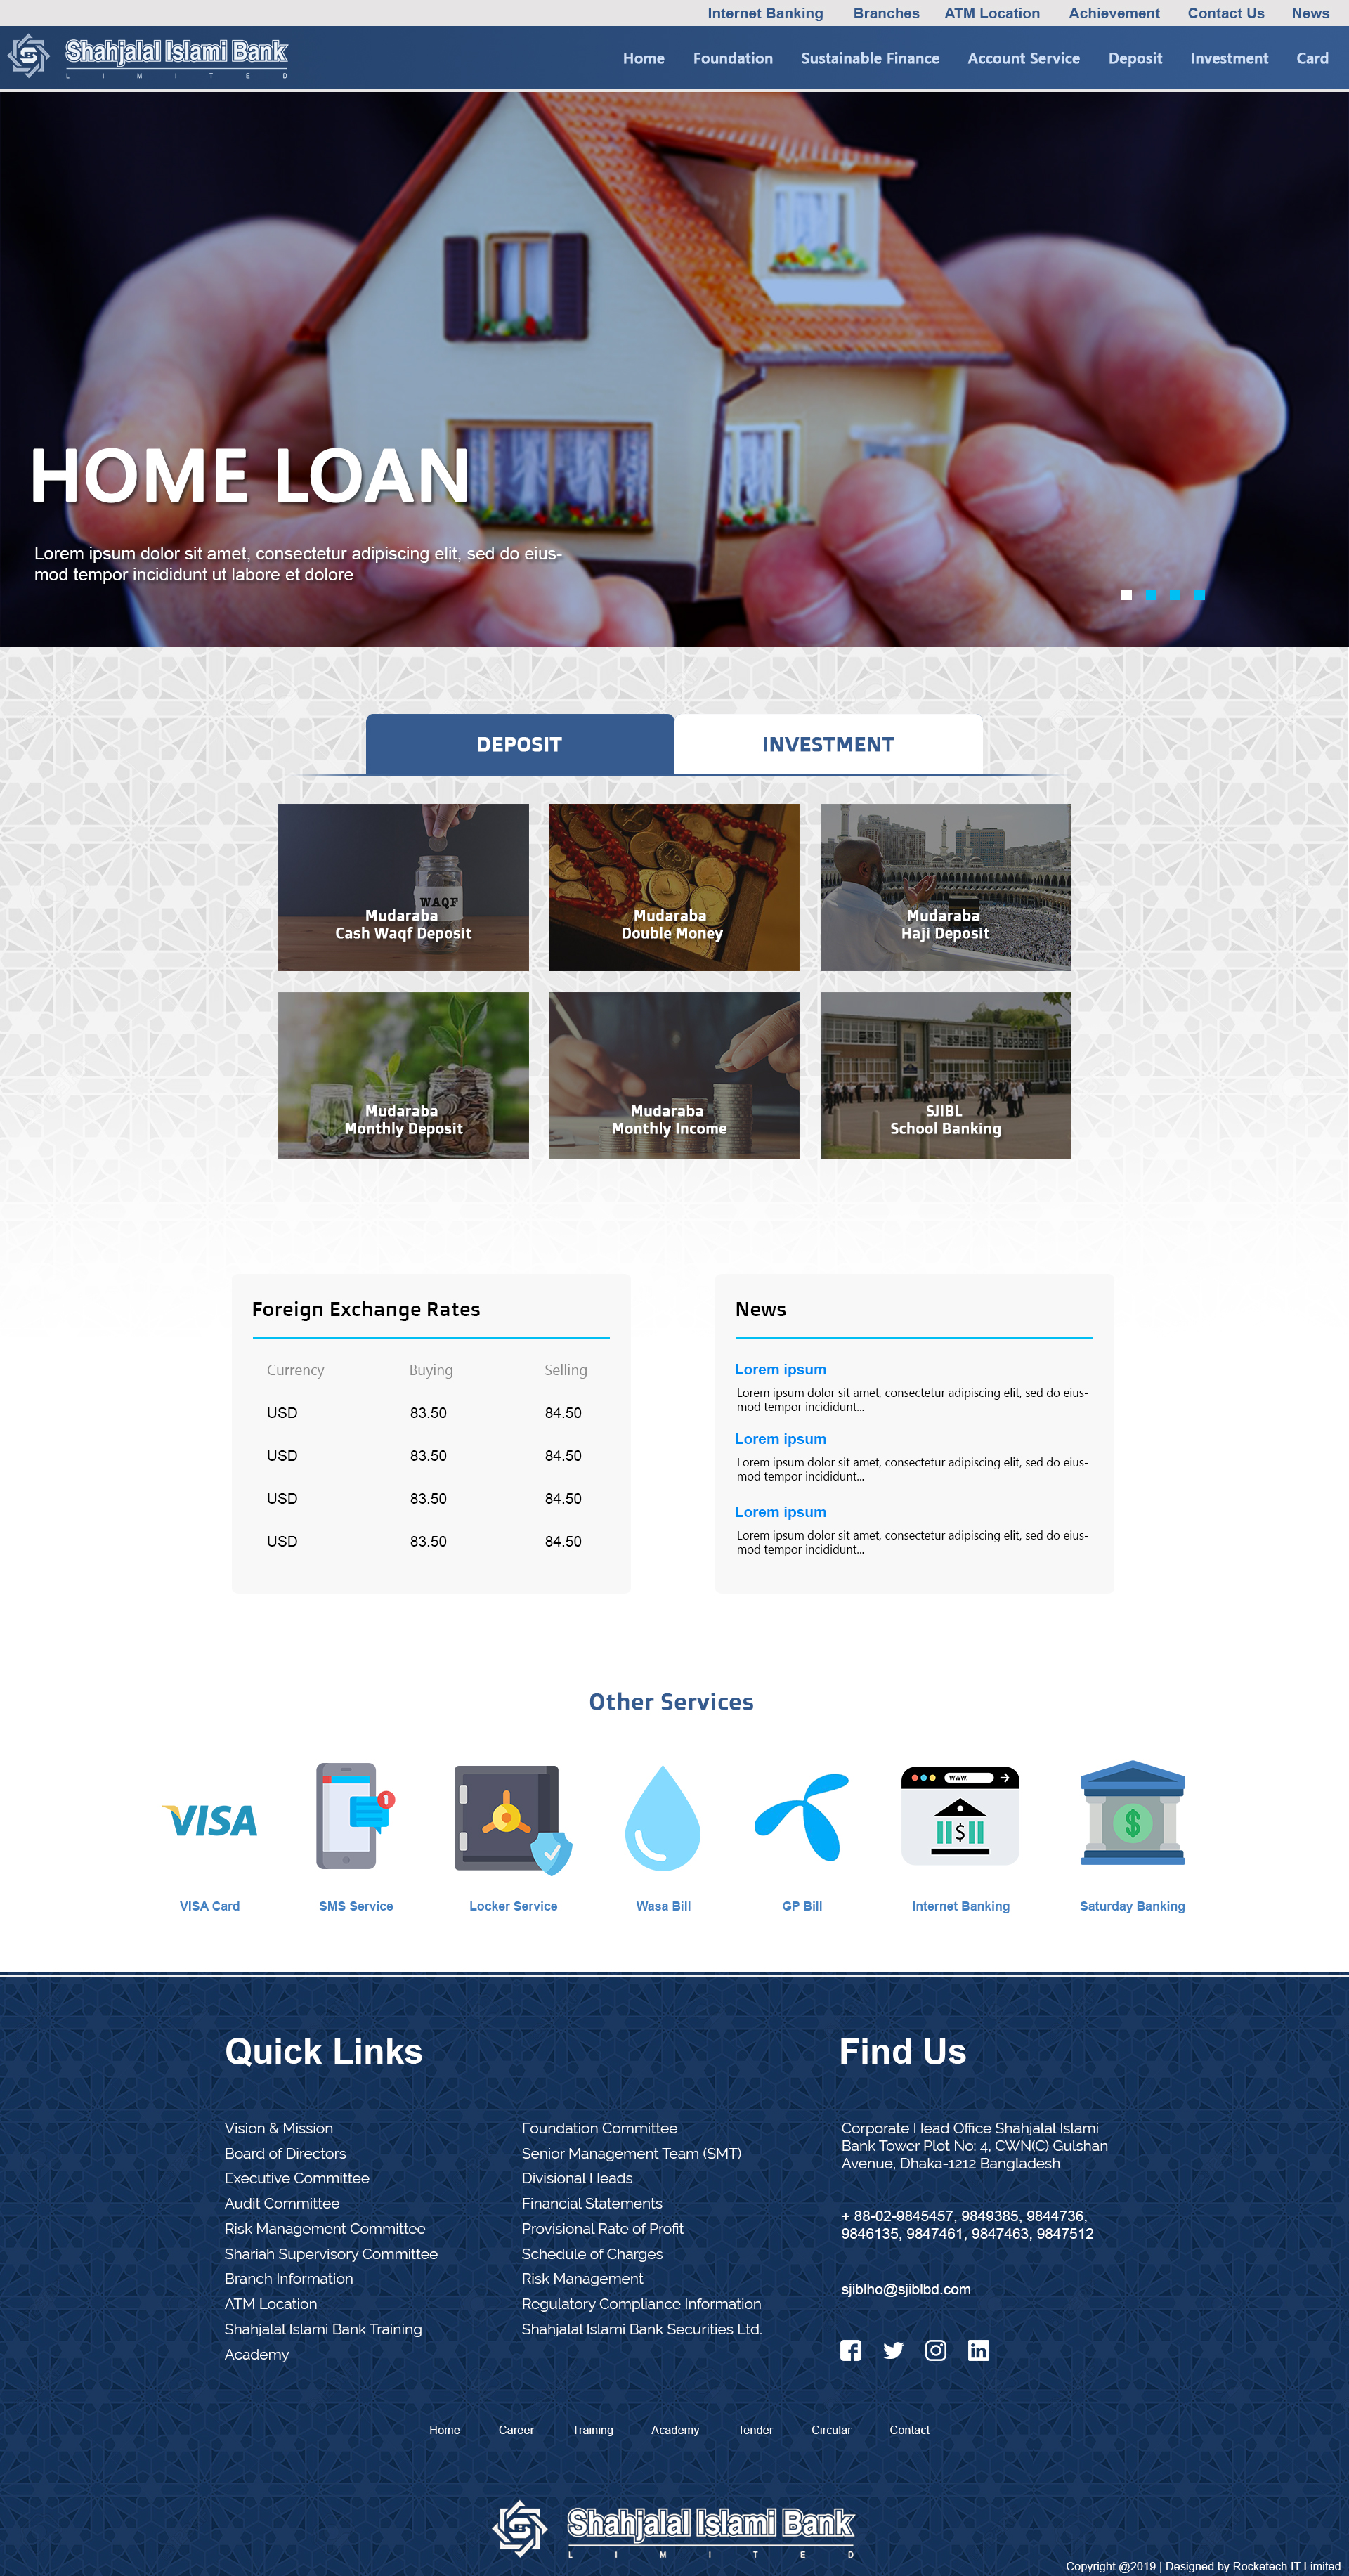 Internet Banking Branches ATM Location Achievement Contact Us News
Shahjalal Islami Bank
LIMITED
Home Foundation Sustainable Finance Account Service Deposit Investment Card
HOME LOAN
Lorem ipsum dolor sit amet, consectetur adipiscing elit, sed do eius-
mod tempor incididunt ut labore et dolore
DEPOSIT INVESTMENT
WAQF
Mudaraba
Cash Waqf Deposit
Mudaraba
Double Money
Mudaraba
Haji Deposit
Mudaraba
Monthly Deposit
Mudaraba
Monthly Income
SJIBL
School Banking
Foreign Exchange Rates
Currency Buying Selling
USD 83.50 84.50
USD 83.50 84.50
USD 83.50 84.50
USD 83.50 84.50
News
Lorem ipsum
Lorem ipsum dolor sit amet, consectetur adipiscing elit, sed do eius-
mod tempor incididunt...
Lorem ipsum
Lorem ipsum dolor sit amet, consectetur adipiscing elit, sed do eius-
mod tempor incididunt...
Lorem ipsum
Lorem ipsum dolor sit amet, consectetur adipiscing elit, sed do eius-
mod tempor incididunt...
Other Services
VISA
1
www.
$
$
VISA Card SMS Service Locker Service Wasa Bill GP Bill Internet Banking Saturday Banking
Quick Links
Vision & Mission
Board of Directors
Executive Committee
Audit Committee
Risk Management Committee
Shariah Supervisory Committee
Branch Information
ATM Location
Shahjalal Islami Bank Training
Academy
Foundation Committee
Senior Management Team (SMT)
Divisional Heads
Financial Statements
Provisional Rate of Profit
Schedule of Charges
Risk Management
Regulatory Compliance Information
Shahjalal Islami Bank Securities Ltd.
Find Us
Corporate Head Office Shahjalal Islami
Bank Tower Plot No: 4, CWN(C) Gulshan
Avenue, Dhaka-1212 Bangladesh
+ 88-02-9845457, 9849385, 9844736,
9846135, 9847461, 9847463, 9847512
sjiblho@sjiblbd.com
Home Career Training Academy Tender Circular Contact
Shahjalal Islami Bank
LIMITED
Copyright @2019 | Designed by Rocketech IT Limited.